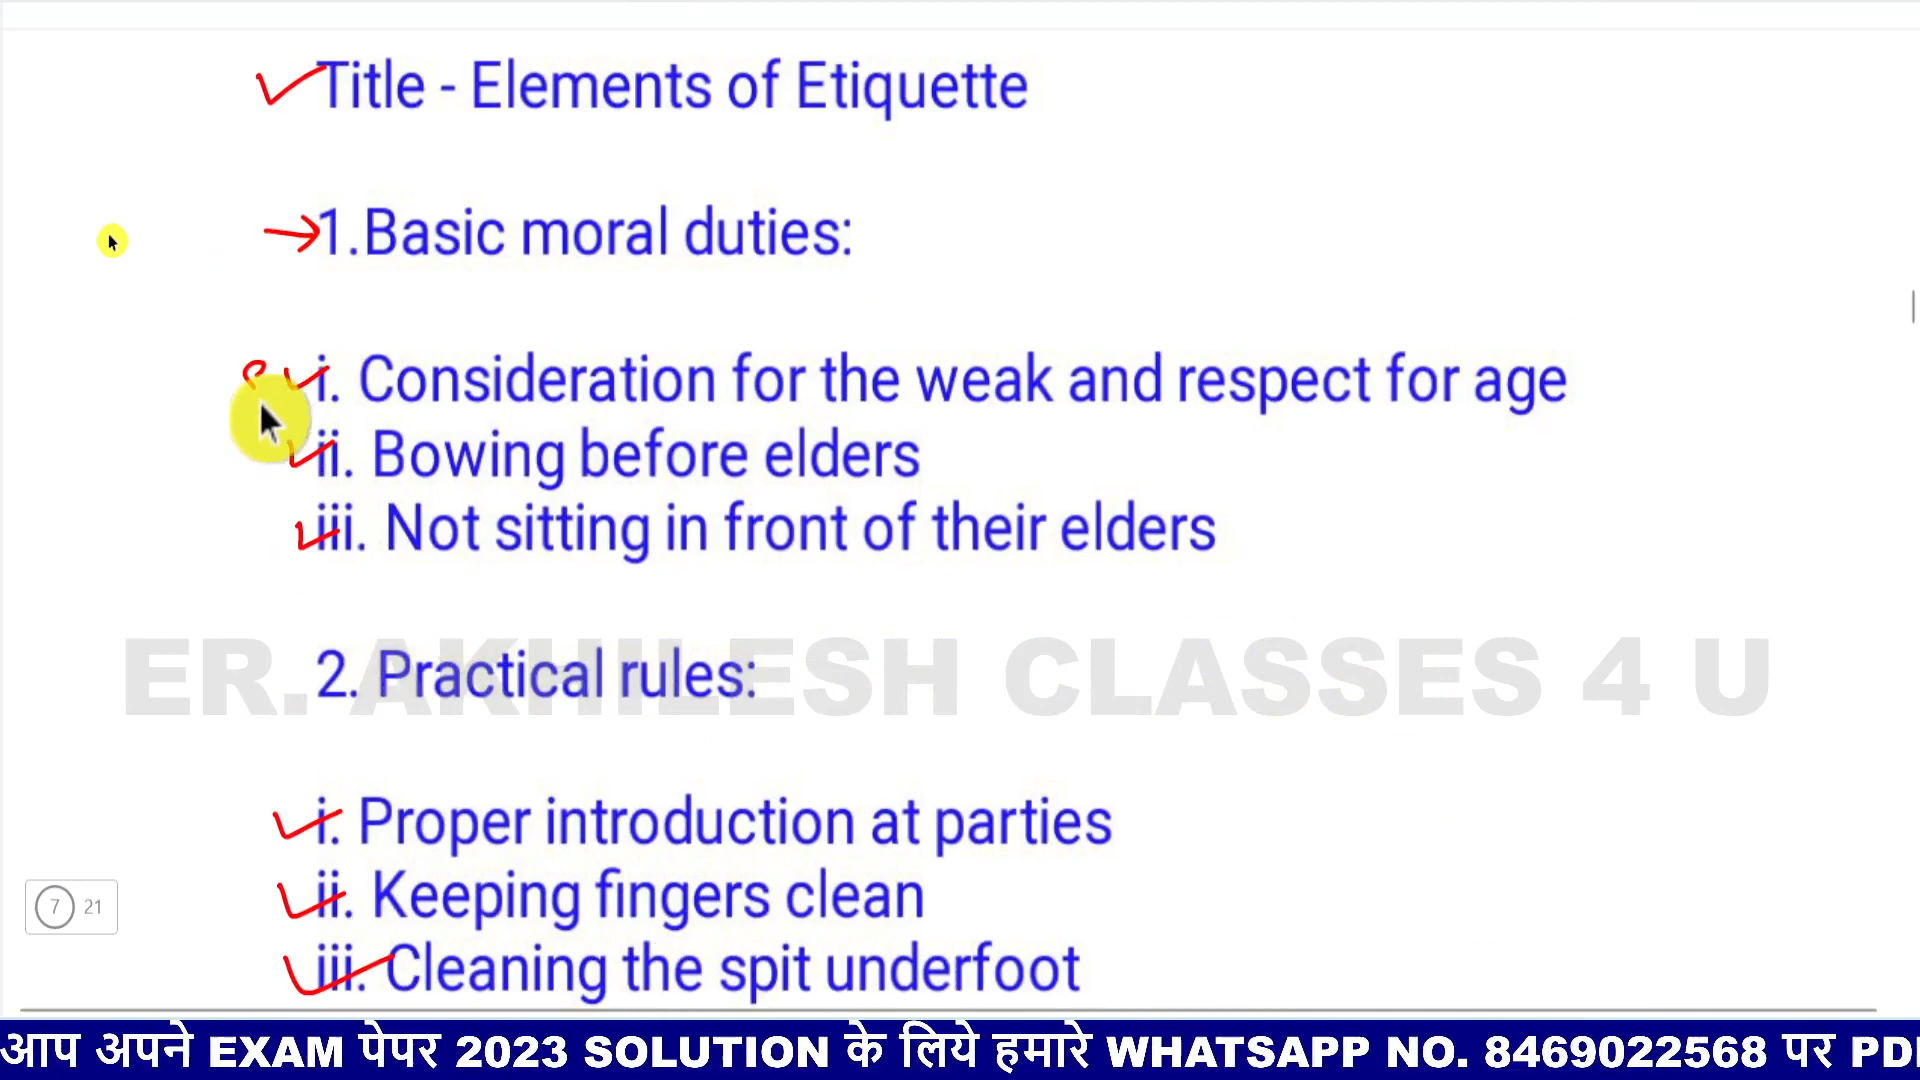 Title - Elements of Etiquette
1.Basic moral duties:
i. Consideration for the weak and respect for age
ii. Bowing before elders
iii. Not sitting in front of their elders
ER. AKHILESH CLASSES 4 U
2. Practical rules:
i. Proper introduction at parties
ii. Keeping fingers clean
iii. Cleaning the spit underfoot
7 21
आप अपने EXAM पेपर 2023 SOLUTION के लिये हमारे WHATSAPP NO. 8469022568 पर PDF